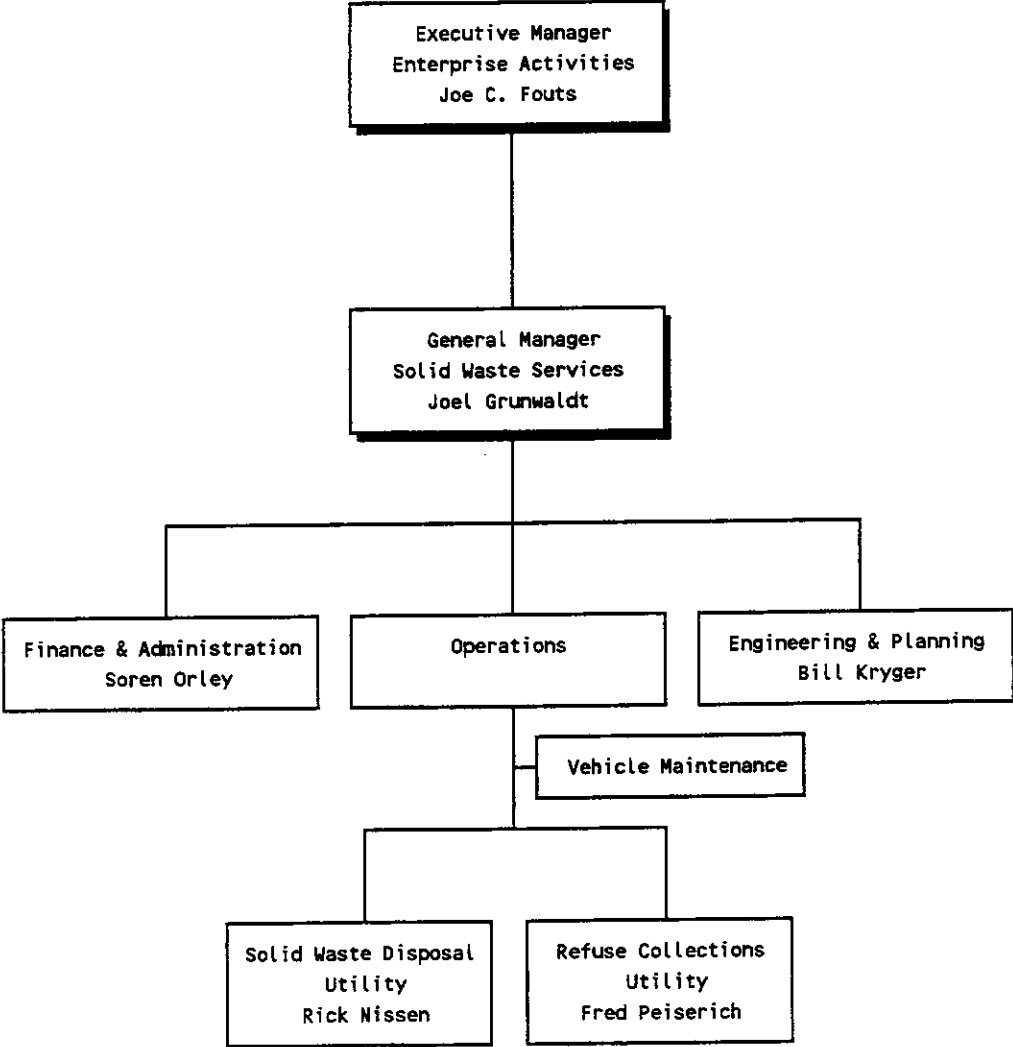 Executive Manager
Enterprise Activities
Joe C. Fouts
General Manager
Solid Waste Services
Joel Grunwaldt
Finance & Administration
Soren Orley
Operations
Engineering & Planning
Bill Kryger
Vehicle Maintenance
Solid Waste Disposal
Utility
Rick Nissen
Refuse Collections
Utility
Fred Peiserich